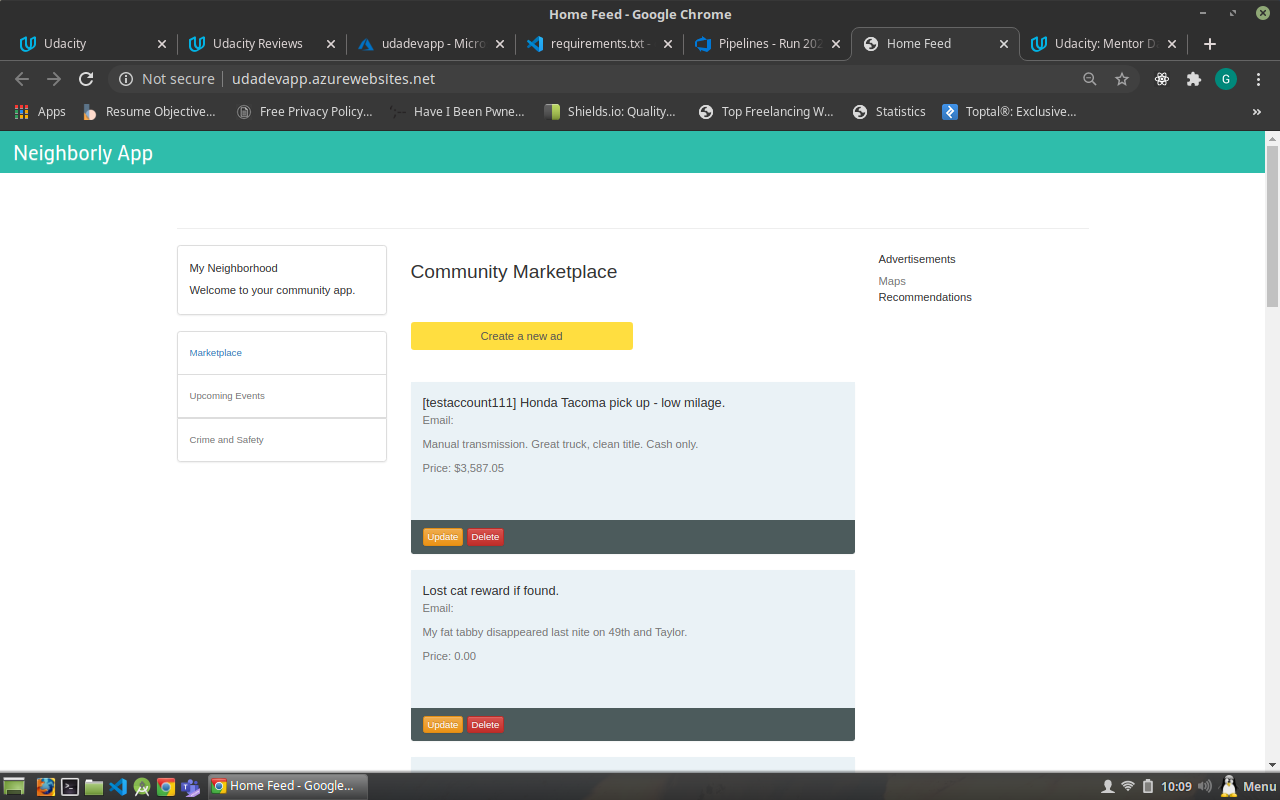 Home Feed - Google Chrome
Udacity
Udacity Reviews
udadevapp - Micro
requirements.txt -
Pipelines - Run 202
Home Feed
Udacity: Mentor Da
Not secure
udadevapp.azurewebsites.net
G
Apps
Resume Objective...
Free Privacy Policy...
Have I Been Pwne...
Shields.io: Quality...
Top Freelancing W...
Statistics
Toptal®: Exclusive...
»
Neighborly App
My Neighborhood
Welcome to your community app.
Marketplace
Upcoming Events
Crime and Safety
Community Marketplace
Create a new ad
[testaccount111] Honda Tacoma pick up - low milage.
Email:
Manual transmission. Great truck, clean title. Cash only.
Price: $3,587.05
Update Delete
Lost cat reward if found.
Email:
My fat tabby disappeared last nite on 49th and Taylor.
Price: 0.00
Update Delete
Advertisements
Maps
Recommendations
Home Feed - Google...
10:09
Menu